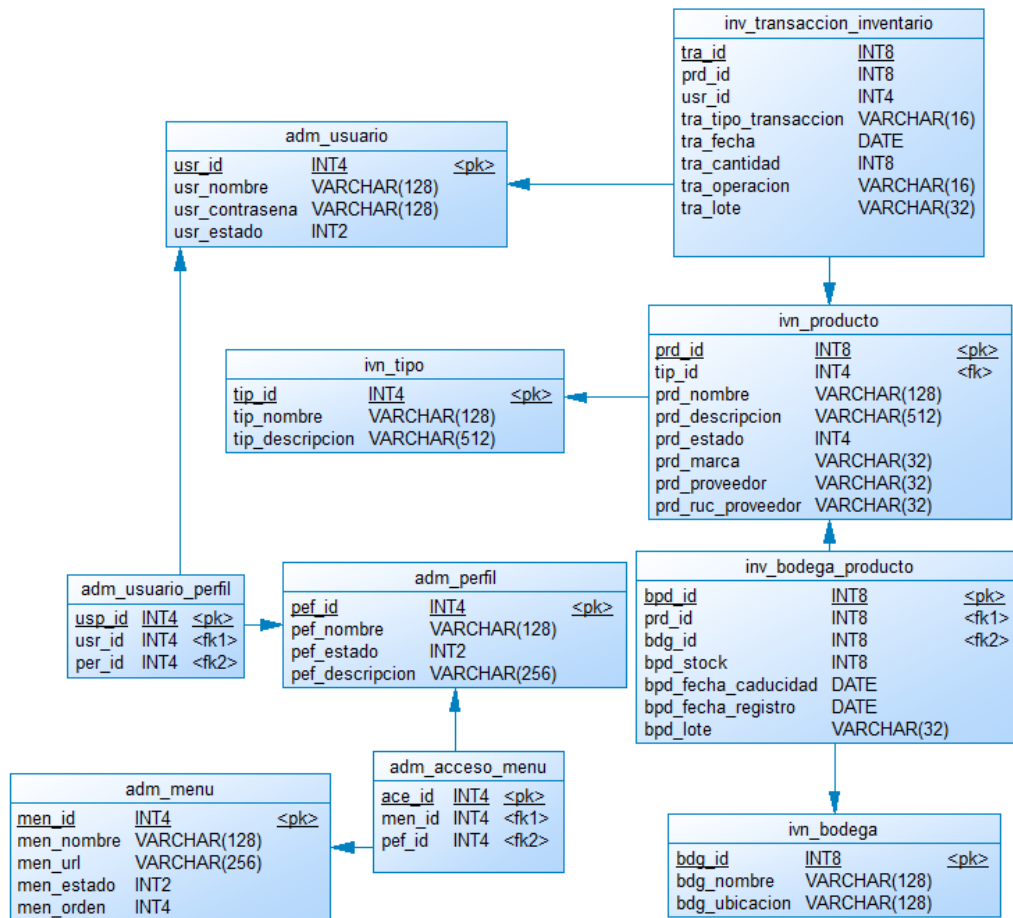 inv_transaccion_inventario
tra_id INT8
prd_id INT8
usr_id INT4
tra_tipo_transaccion VARCHAR(16)
tra_fecha DATE
tra_cantidad INT8
tra_operacion VARCHAR(16)
tra_lote VARCHAR(32)
adm_usuario
usr_id INT4 <pk>
usr_nombre VARCHAR(128)
usr_contrasena VARCHAR(128)
usr_estado INT2
ivn_producto
prd_id INT8 <pk>
tip_id INT4 <fk>
prd_nombre VARCHAR(128)
prd_descripcion VARCHAR(512)
prd_estado INT4
prd_marca VARCHAR(32)
prd_proveedor VARCHAR(32)
prd_ruc_proveedor VARCHAR(32)
ivn_tipo
tip_id INT4 <pk>
tip_nombre VARCHAR(128)
tip_descripcion VARCHAR(512)
adm_usuario_perfil
usp_id INT4 <pk>
usr_id INT4 <fk1>
per_id INT4 <fk2>
adm_perfil
pef_id INT4 <pk>
pef_nombre VARCHAR(128)
pef_estado INT2
pef_descripcion VARCHAR(256)
inv_bodega_producto
bpd_id INT8 <pk>
prd_id INT8 <fk1>
bdg_id INT8 <fk2>
bpd_stock INT8
bpd_fecha_caducidad DATE
bpd_fecha_registro DATE
bpd_lote VARCHAR(32)
adm_menu
men_id INT4 <pk>
men_nombre VARCHAR(128)
men_url VARCHAR(256)
men_estado INT2
men_orden INT4
adm_acceso_menu
ace_id INT4 <pk>
men_id INT4 <fk1>
pef_id INT4 <fk2>
ivn_bodega
bdg_id INT8 <pk>
bdg_nombre VARCHAR(128)
bdg_ubicacion VARCHAR(128)